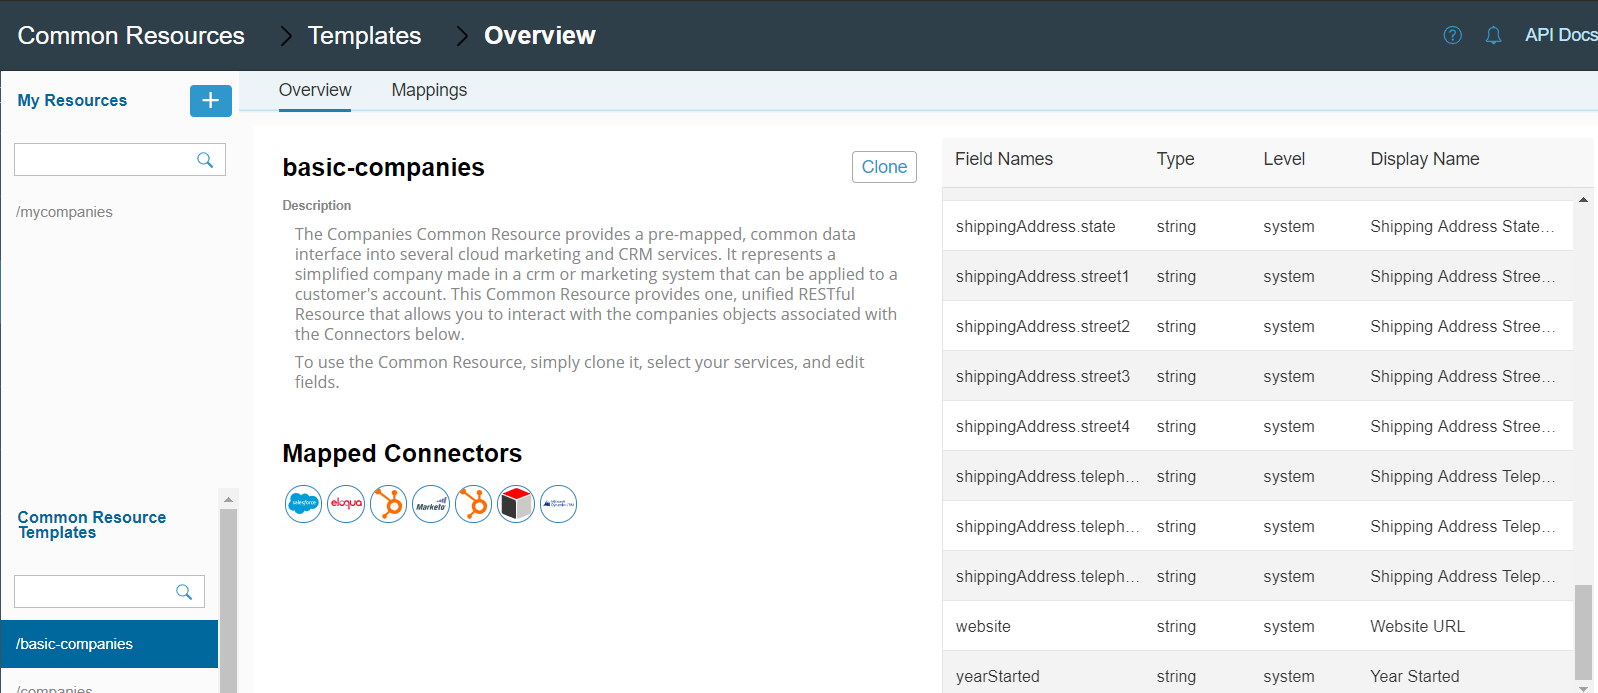 Common Resources > Templates > Overview
API Docs
My Resources
+
Overview
Mappings
/mycompanies
Common Resource
Templates
/basic-companies
/companies
basic-companies
Clone
Description
The Companies Common Resource provides a pre-mapped, common data
interface into several cloud marketing and CRM services. It represents a
simplified company made in a crm or marketing system that can be applied to a
customer's account. This Common Resource provides one, unified RESTful
Resource that allows you to interact with the companies objects associated with
the Connectors below.
To use the Common Resource, simply clone it, select your services, and edit
fields.
Mapped Connectors
salesforce
eloqua
Marketo
Field Names Type Level Display Name
shippingAddress.state string system Shipping Address State...
shippingAddress.street1 string system Shipping Address Stree...
shippingAddress.street2 string system Shipping Address Stree...
shippingAddress.street3 string system Shipping Address Stree...
shippingAddress.street4 string system Shipping Address Stree...
shippingAddress.teleph... string system Shipping Address Telep...
shippingAddress.teleph... string system Shipping Address Telep...
shippingAddress.teleph... string system Shipping Address Telep...
website string system Website URL
yearStarted string system Year Started